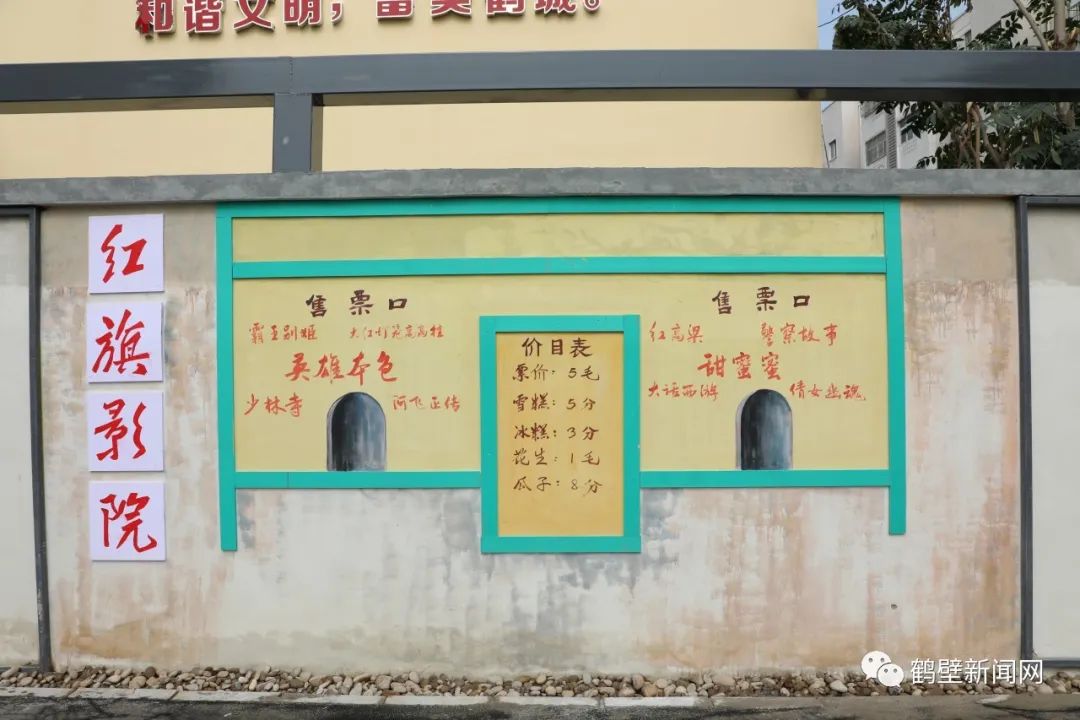 和谐文明，富美鹤城。
红旗影院
售票口
霸王别姬 大红灯笼高高挂
英雄本色
少林寺 阿飞正传
价目表
票价：5毛
雪糕：5分
冰糕：3分
花生：1毛
瓜子：8分
售票口
红高粱 警察故事
甜蜜蜜
大话西游 倩女幽魂
鹤壁新闻网